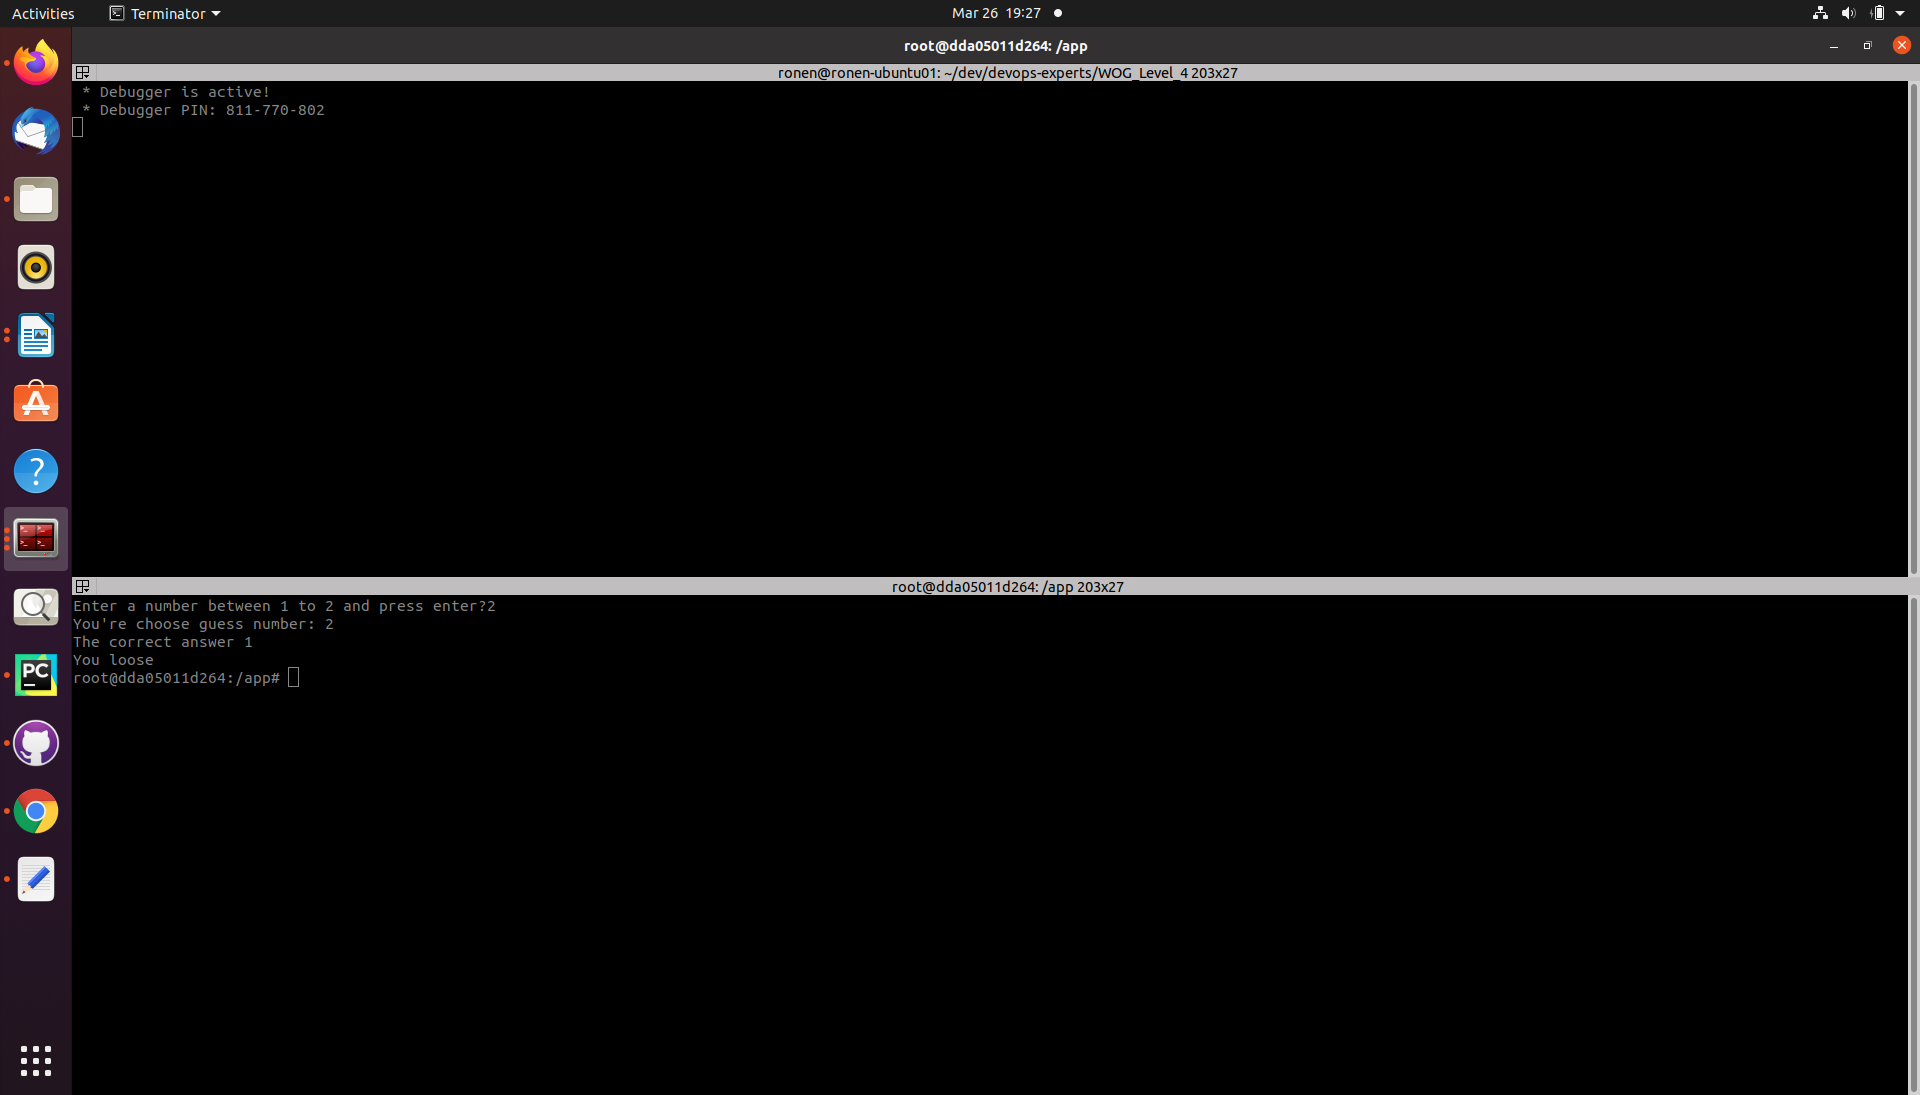 Activities
Terminator
Mar 26 19:27
root@dda05011d264: /app
ronen@ronen-ubuntu01: ~/dev/devops-experts/WOG_Level_4 203x27
* Debugger is active!
* Debugger PIN: 811-770-802
root@dda05011d264: /app 203x27
Enter a number between 1 to 2 and press enter?2
You're choose guess number: 2
The correct answer 1
You loose
root@dda05011d264:/app#
PC